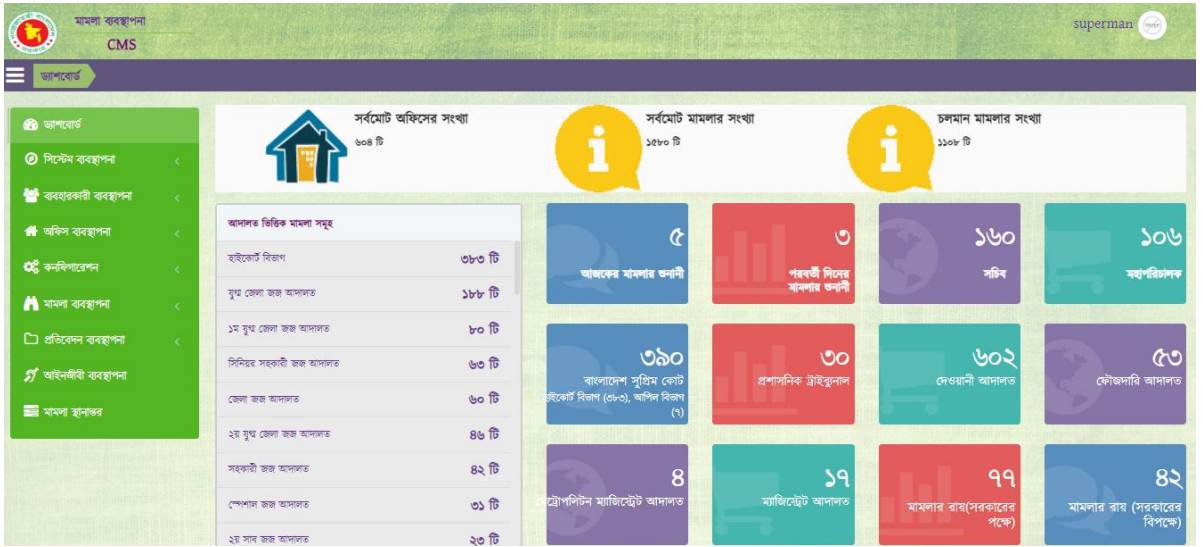 মামলা ব্যবস্থাপনা
CMS
superman
ড্যাশবোর্ড
ড্যাশবোর্ড
সিস্টেম ব্যবস্থাপনা
ব্যবহারকারী ব্যবস্থাপনা
অফিস ব্যবস্থাপনা
কনফিগারেশন
মামলা ব্যবস্থাপনা
প্রতিবেদন ব্যবস্থাপনা
আইনজীবী ব্যবস্থাপনা
মামলা স্থানান্তর
সর্বমোট অফিসের সংখ্যা
৬০৪ টি
সর্বমোট মামলার সংখ্যা
১৫৮০ টি
চলমান মামলার সংখ্যা
১১০৮ টি
আদালত ভিত্তিক মামলা সমূহ
হাইকোর্ট বিভাগ ৩৮৩ টি
যুগ্ম জেলা জজ আদালত ১৮৮ টি
১ম যুগ্ম জেলা জজ আদালত ৮০ টি
সিনিয়র সহকারী জজ আদালত ৬৩ টি
জেলা জজ আদালত ৬০ টি
২য় যুগ্ম জেলা জজ আদালত ৪৬ টি
সহকারী জজ আদালত ৪২ টি
স্পেশাল জজ আদালত ৩১ টি
২য় সাব জজ আদালত ২৩ টি
৫
আজকের মামলার শুনানী
৩
পরবর্তী দিনের
মামলার শুনানী
১৬০
সচিব
১০৬
মহাপরিচালক
৩৯০
বাংলাদেশ সুপ্রিম কোর্ট
হাইকোর্ট বিভাগ (৩৮৩), আপিল বিভাগ
(৭)
৩০
প্রশাসনিক ট্রাইব্যুনাল
৬০২
দেওয়ানী আদালত
৫৩
ফৌজদারি আদালত
৪
মেট্রোপলিটন ম্যাজিস্ট্রেট আদালত
১৭
ম্যাজিস্ট্রেট আদালত
৭৭
মামলার রায়(সরকারের
পক্ষে)
৪২
মামলার রায় (সরকারের
বিপক্ষে)